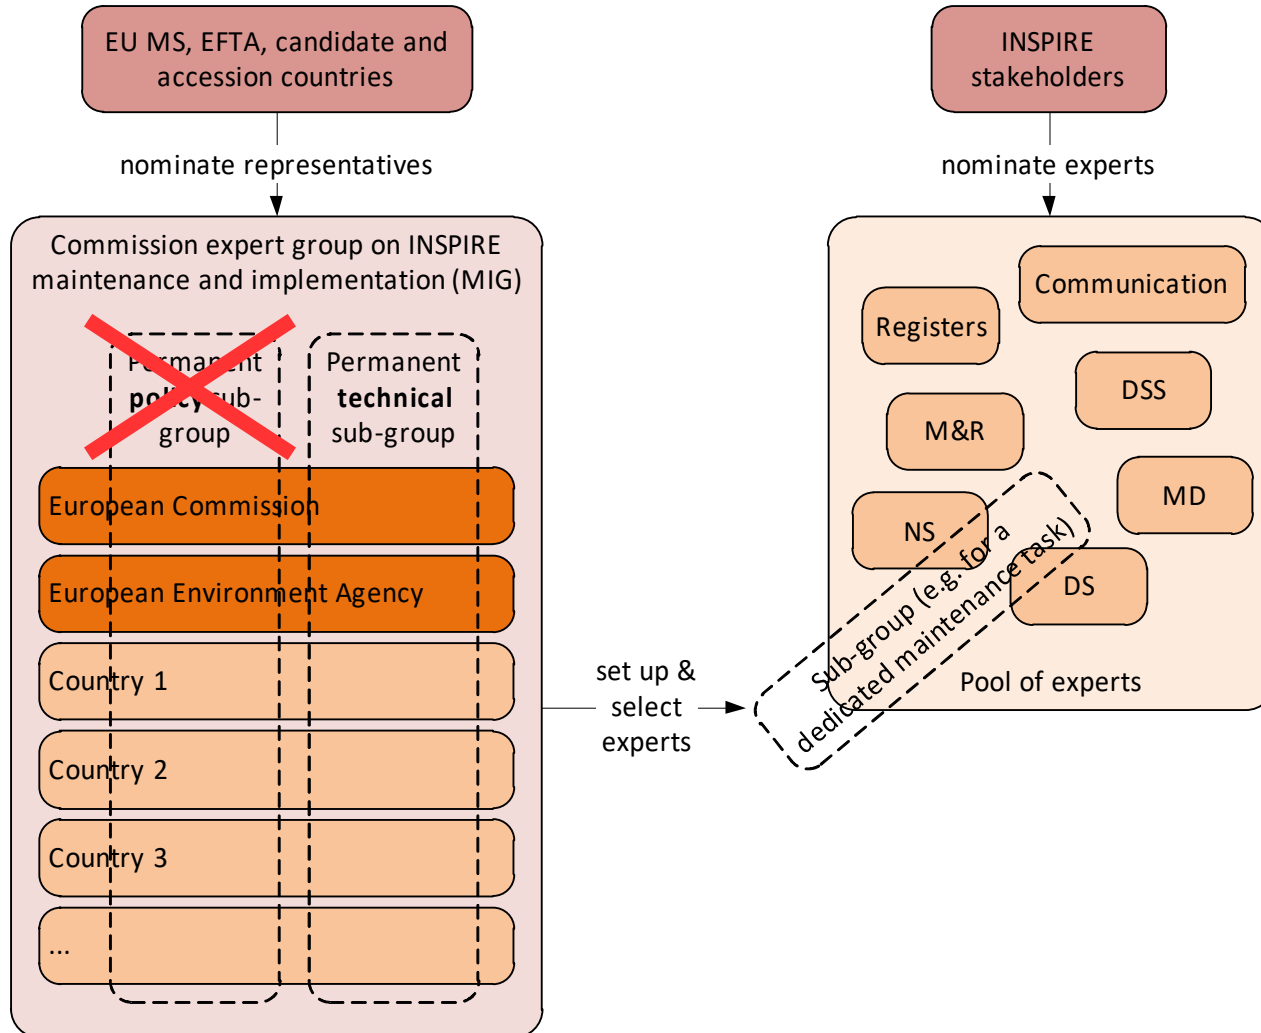 EU MS, EFTA, candidate and
accession countries
INSPIRE
stakeholders
nominate representatives
nominate experts
Commission expert group on INSPIRE
maintenance and implementation (MIG)
Permanent
policy sub-
group
Permanent
technical
sub-group
European Commission
European Environment Agency
Country 1
Country 2
Country 3
...
set up &
select
experts
Communication
Registers
DSS
M&R
MD
NS
DS
Sub-group (e.g. for a
dedicated maintenance task)
Pool of experts